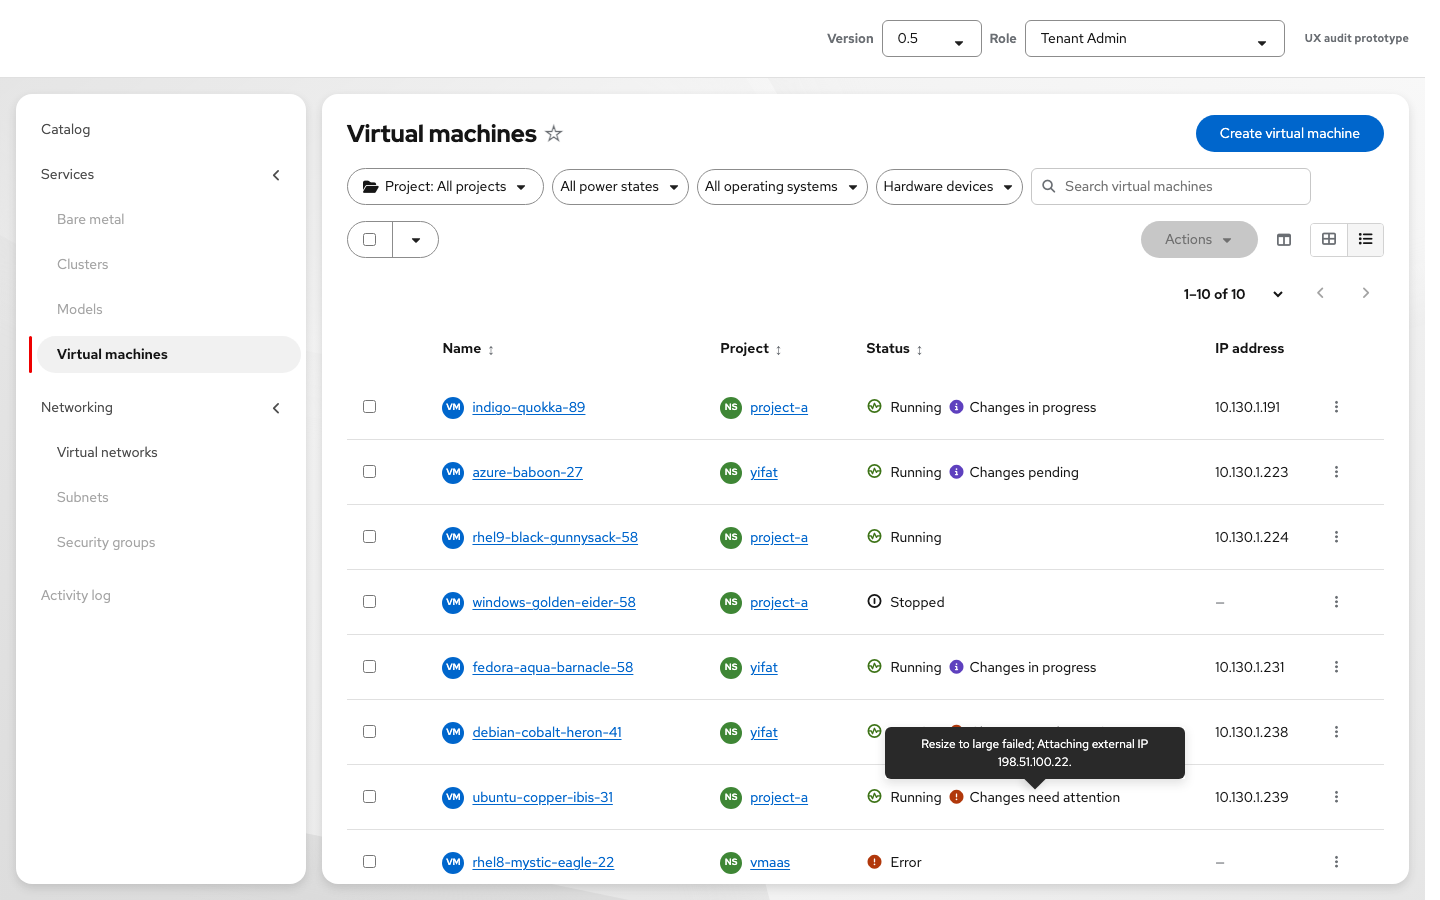 Version 0.5 Role Tenant Admin UX audit prototype
Catalog
Services
Bare metal
Clusters
Models
Virtual machines
Networking
Virtual networks
Subnets
Security groups
Activity log
Virtual machines
Create virtual machine
Project: All projects All power states All operating systems Hardware devices Search virtual machines
Actions
1–10 of 10
Name Project Status IP address
VM indigo-quokka-89 NS project-a Running Changes in progress 10.130.1.191
VM azure-baboon-27 NS yifat Running Changes pending 10.130.1.223
VM rhel9-black-gunnysack-58 NS project-a Running 10.130.1.224
VM windows-golden-eider-58 NS project-a Stopped –
VM fedora-aqua-barnacle-58 NS yifat Running Changes in progress 10.130.1.231
VM debian-cobalt-heron-41 NS yifat 10.130.1.238
Resize to large failed; Attaching external IP
198.51.100.22.
VM ubuntu-copper-ibis-31 NS project-a Running Changes need attention 10.130.1.239
VM rhel8-mystic-eagle-22 NS vmaas Error –